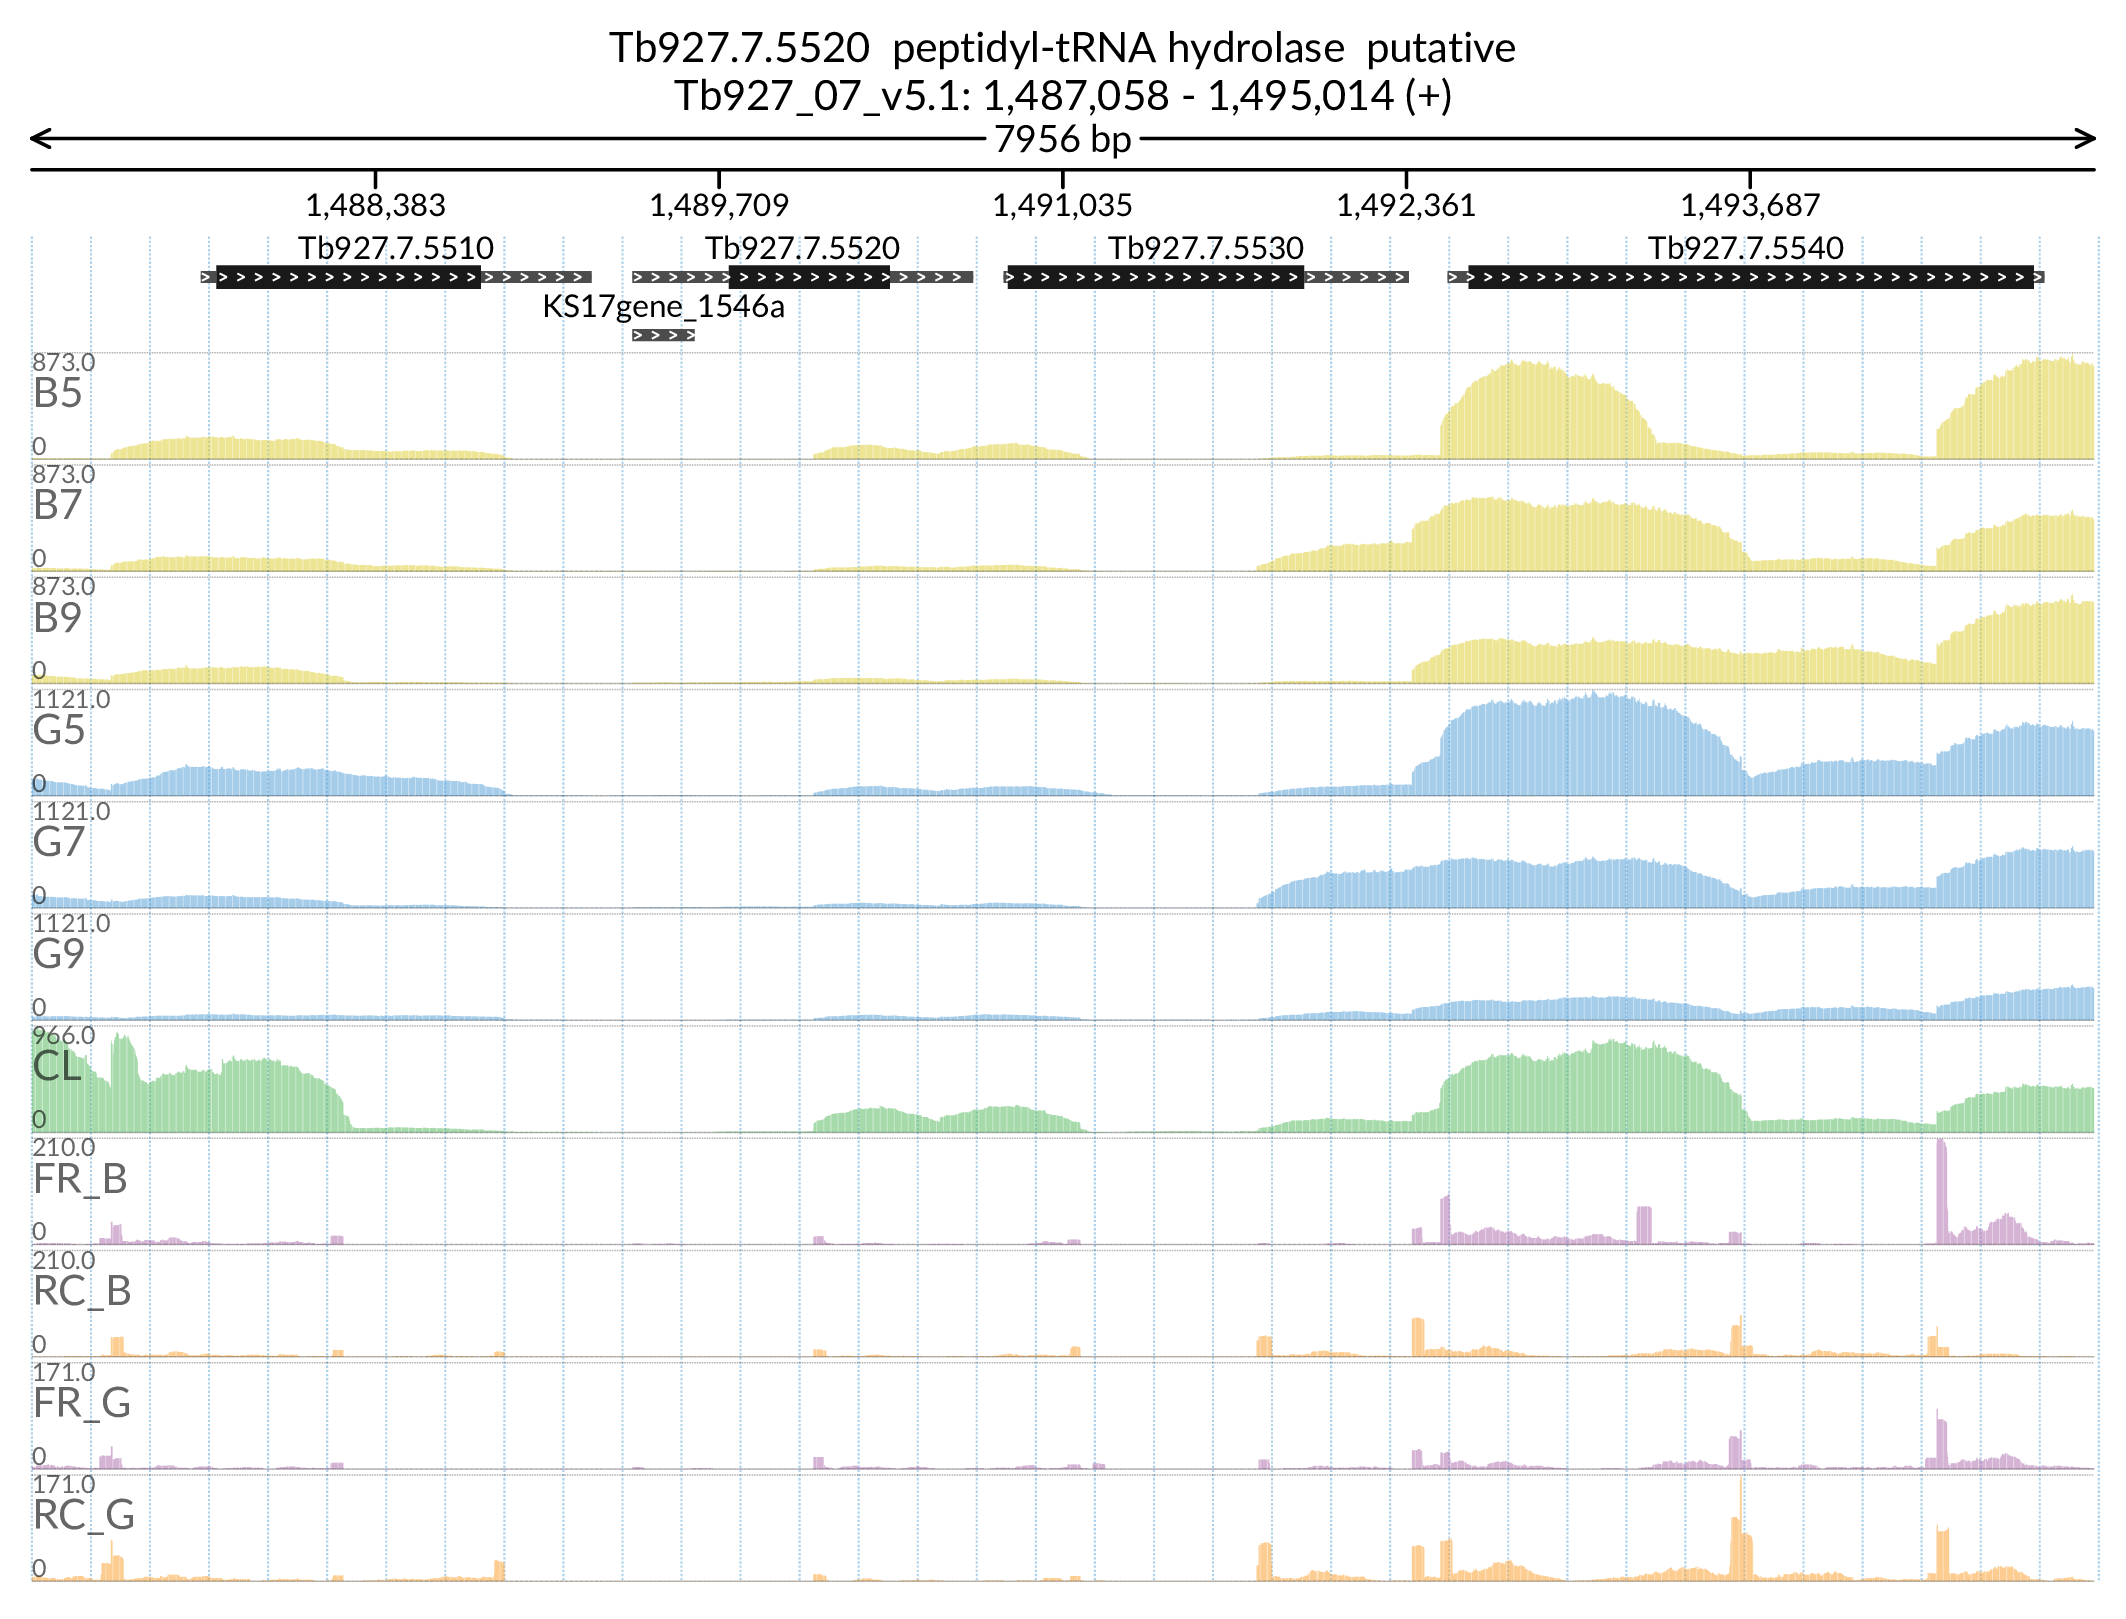 Tb927.7.5520 peptidyl-tRNA hydrolase putative
Tb927_07_v5.1: 1,487,058 - 1,495,014 (+)
7956 bp
1,488,383 1,489,709 1,491,035 1,492,361 1,493,687
Tb927.7.5510 Tb927.7.5520 Tb927.7.5530 Tb927.7.5540
KS17gene_1546a
873.0
B5
0
873.0
B7
0
873.0
B9
0
1121.0
G5
0
1121.0
G7
0
1121.0
G9
0
966.0
CL
0
210.0
FR_B
0
210.0
RC_B
0
171.0
FR_G
0
171.0
RC_G
0